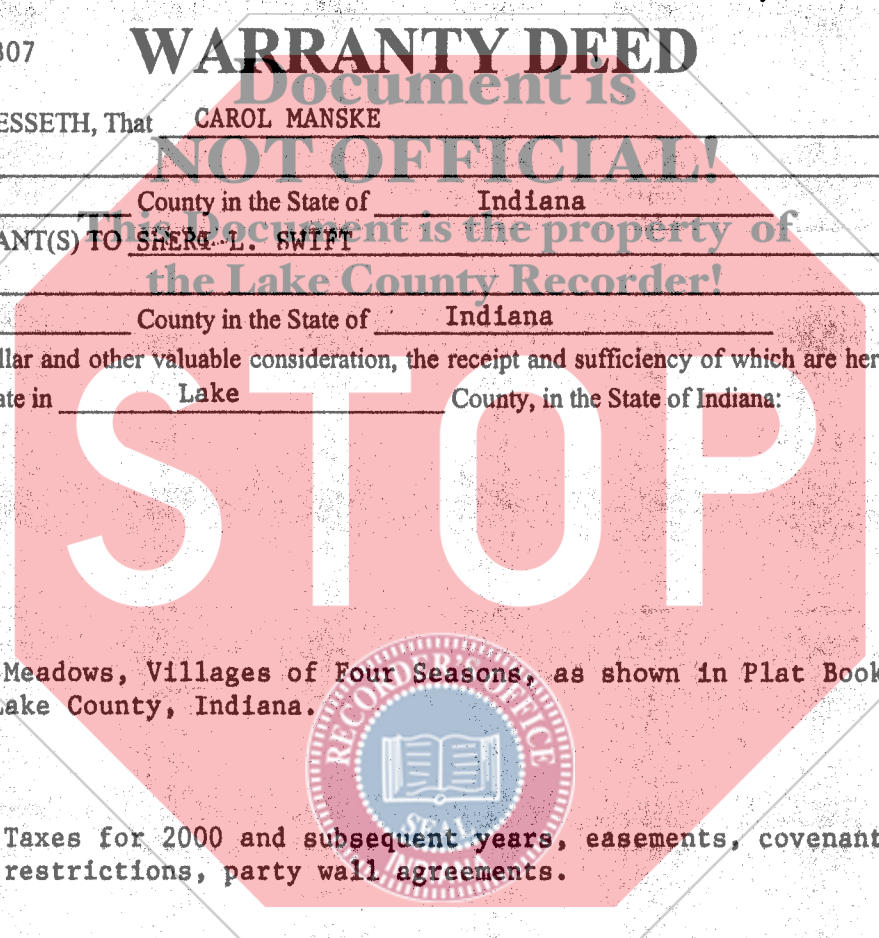 307 WARRANTY DEED
Document is
ESSETH, That CAROL MANSKE
NOT OFFICIAL!
County in the State of Indiana
This Document is the property of
ANT(S) TO L. SWIFT
the Lake County Recorder!
County in the State of Indiana
llar and other valuable consideration, the receipt and sufficiency of which are her
ate in Lake County, in the State of Indiana:
STOP
Meadows, Villages of Four Seasons, as shown in Plat Book
Lake County, Indiana.
RECORDER'S OFFICE
SEAL
INDIANA
Taxes for 2000 and subsequent years, easements, covenant
restrictions, party wall agreements.